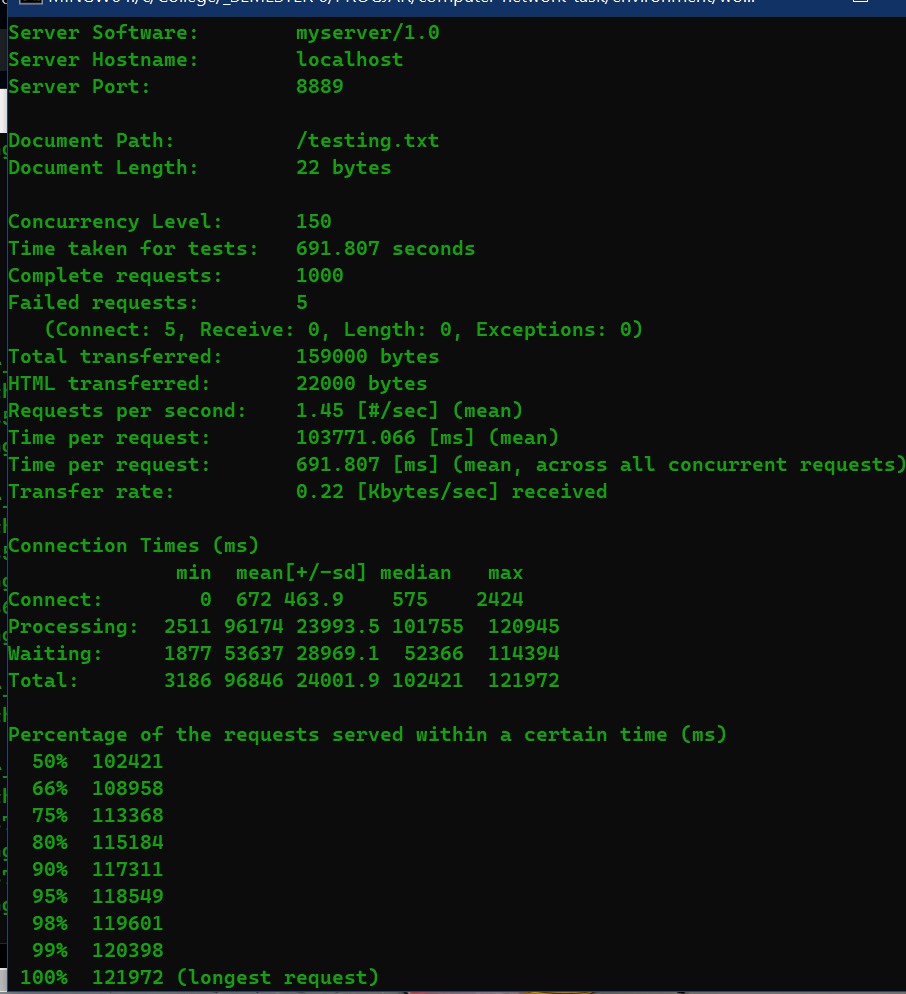 Server Software:        myserver/1.0
Server Hostname:        localhost
Server Port:            8889

Document Path:          /testing.txt
Document Length:        22 bytes

Concurrency Level:      150
Time taken for tests:   691.807 seconds
Complete requests:      1000
Failed requests:        5
   (Connect: 5, Receive: 0, Length: 0, Exceptions: 0)
Total transferred:      159000 bytes
HTML transferred:       22000 bytes
Requests per second:    1.45 [#/sec] (mean)
Time per request:       103771.066 [ms] (mean)
Time per request:       691.807 [ms] (mean, across all concurrent requests)
Transfer rate:          0.22 [Kbytes/sec] received

Connection Times (ms)
              min  mean[+/-sd] median   max
Connect:        0  672 463.9    575    2424
Processing:  2511 96174 23993.5 101755  120945
Waiting:     1877 53637 28969.1  52366  114394
Total:       3186 96846 24001.9 102421  121972

Percentage of the requests served within a certain time (ms)
  50%  102421
  66%  108958
  75%  113368
  80%  115184
  90%  117311
  95%  118549
  98%  119601
  99%  120398
 100%  121972 (longest request)